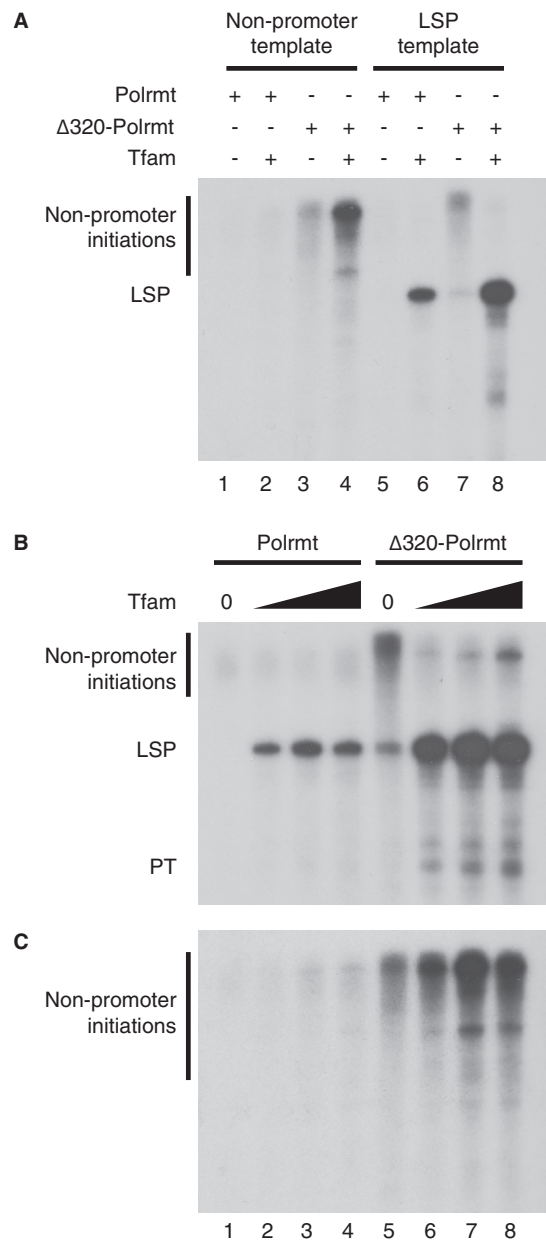 A
Non-promoter template
LSP template
Polrmt + + - - + + - -
Δ320-Polrmt - - + + - - + +
Tfam - + - + - + - +
Non-promoter initiations
LSP
1 2 3 4 5 6 7 8
B
Polrmt Δ320-Polrmt
Tfam 0 0
Non-promoter initiations
LSP
PT
C
Non-promoter initiations
1 2 3 4 5 6 7 8